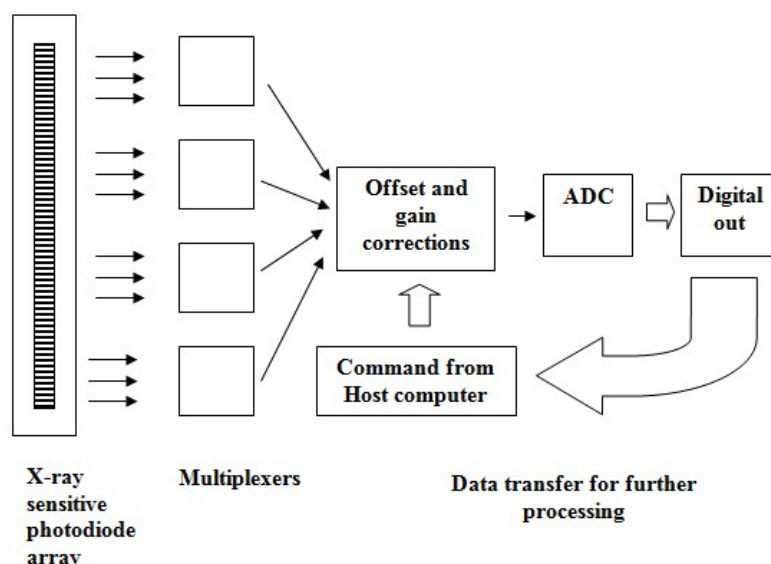 Offset and
gain
corrections
ADC
Digital
out
Command from
Host computer
X-ray
sensitive
photodiode
array
Multiplexers
Data transfer for further
processing